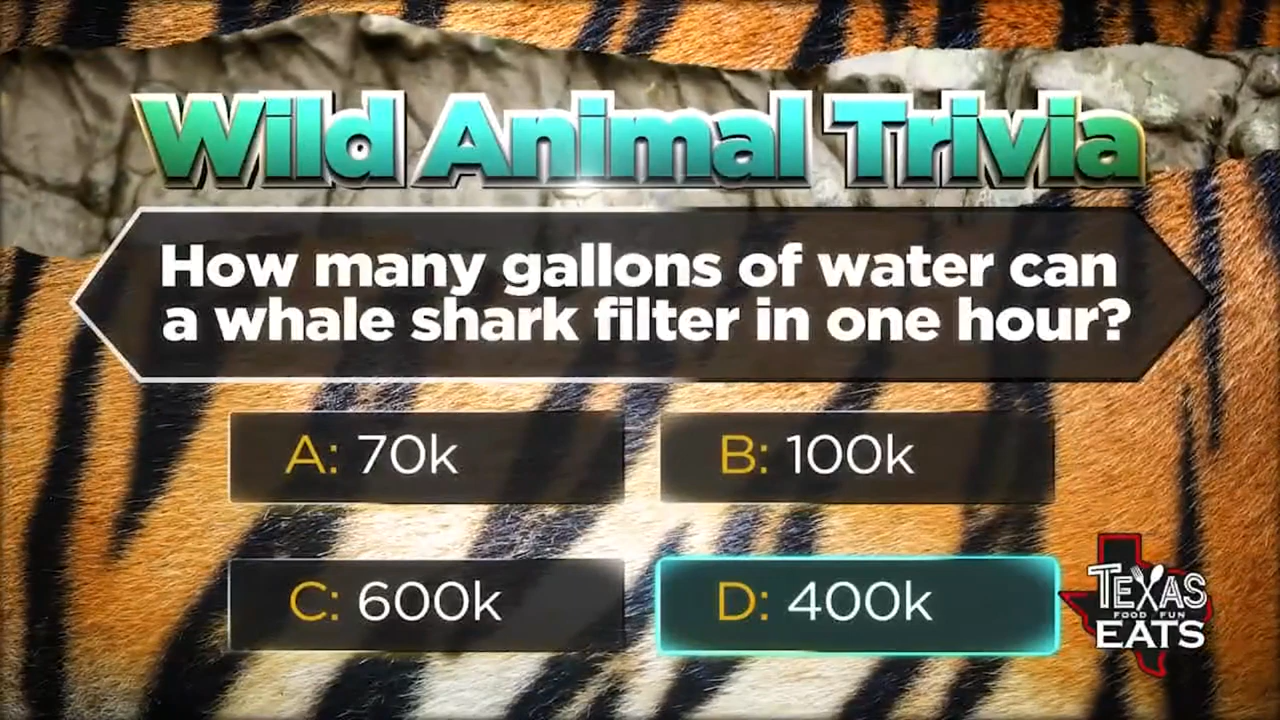 Wild Animal Trivia
How many gallons of water can
a whale shark filter in one hour?
A: 70k
B: 100k
C: 600k
D: 400k
TEXAS
FOOD FUN
EATS